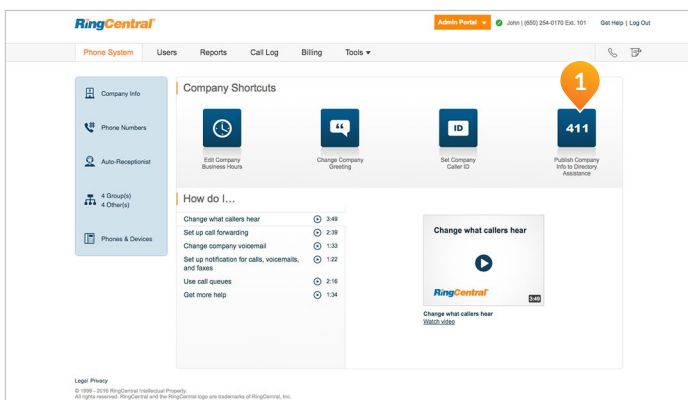 RingCentral®
Admin Portal
John | (650) 254-0170 Ext. 101
Get Help | Log Out
Phone System
Users
Reports
Call Log
Billing
Tools
1
Company Info
Phone Numbers
Auto-Receptionist
4 Group(s)
4 Other(s)
Phones & Devices
Company Shortcuts
Edit Company
Business Hours
Change Company
Greeting
ID
Set Company
Caller ID
411
Publish Company
Info to Directory
Assistance
How do I...
Change what callers hear 3:49
Set up call forwarding 2:39
Change company voicemail 1:33
Set up notification for calls, voicemails, 1:22
and faxes
Use call queues 2:16
Get more help 1:34
Change what callers hear
RingCentral®
3:49
Change what callers hear
Watch video
Legal Privacy
© 1999 - 2016 RingCentral Intellectual Property.
All rights reserved. RingCentral and the RingCentral logo are trademarks of RingCentral, Inc.